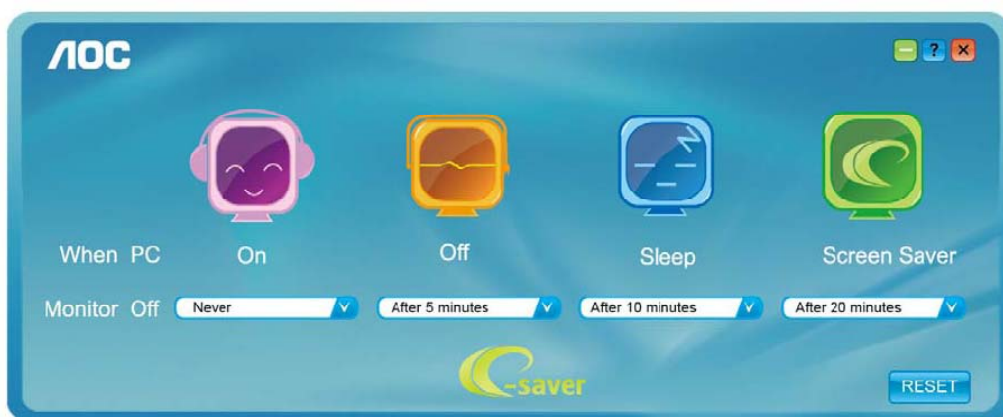 AOC
?
When PC On Off Sleep Screen Saver
Monitor Off Never After 5 minutes After 10 minutes After 20 minutes
e-saver
RESET